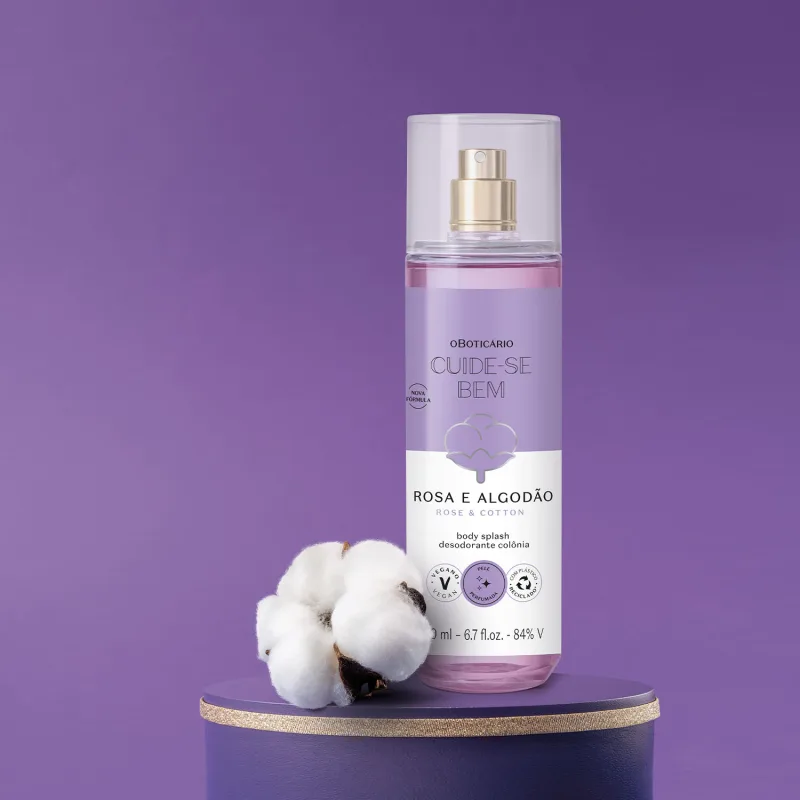 oBOTICÁRIO
CUIDE-SE
BEM
NOVA
FÓRMULA
ROSA E ALGODÃO
ROSE & COTTON
body splash
desodorante colônia
VEGANO
V
VEGAN
PELE
PERFUMADA
COM PLÁSTICO
RECICLADO*
ml - 6.7 fl.oz. - 84% V